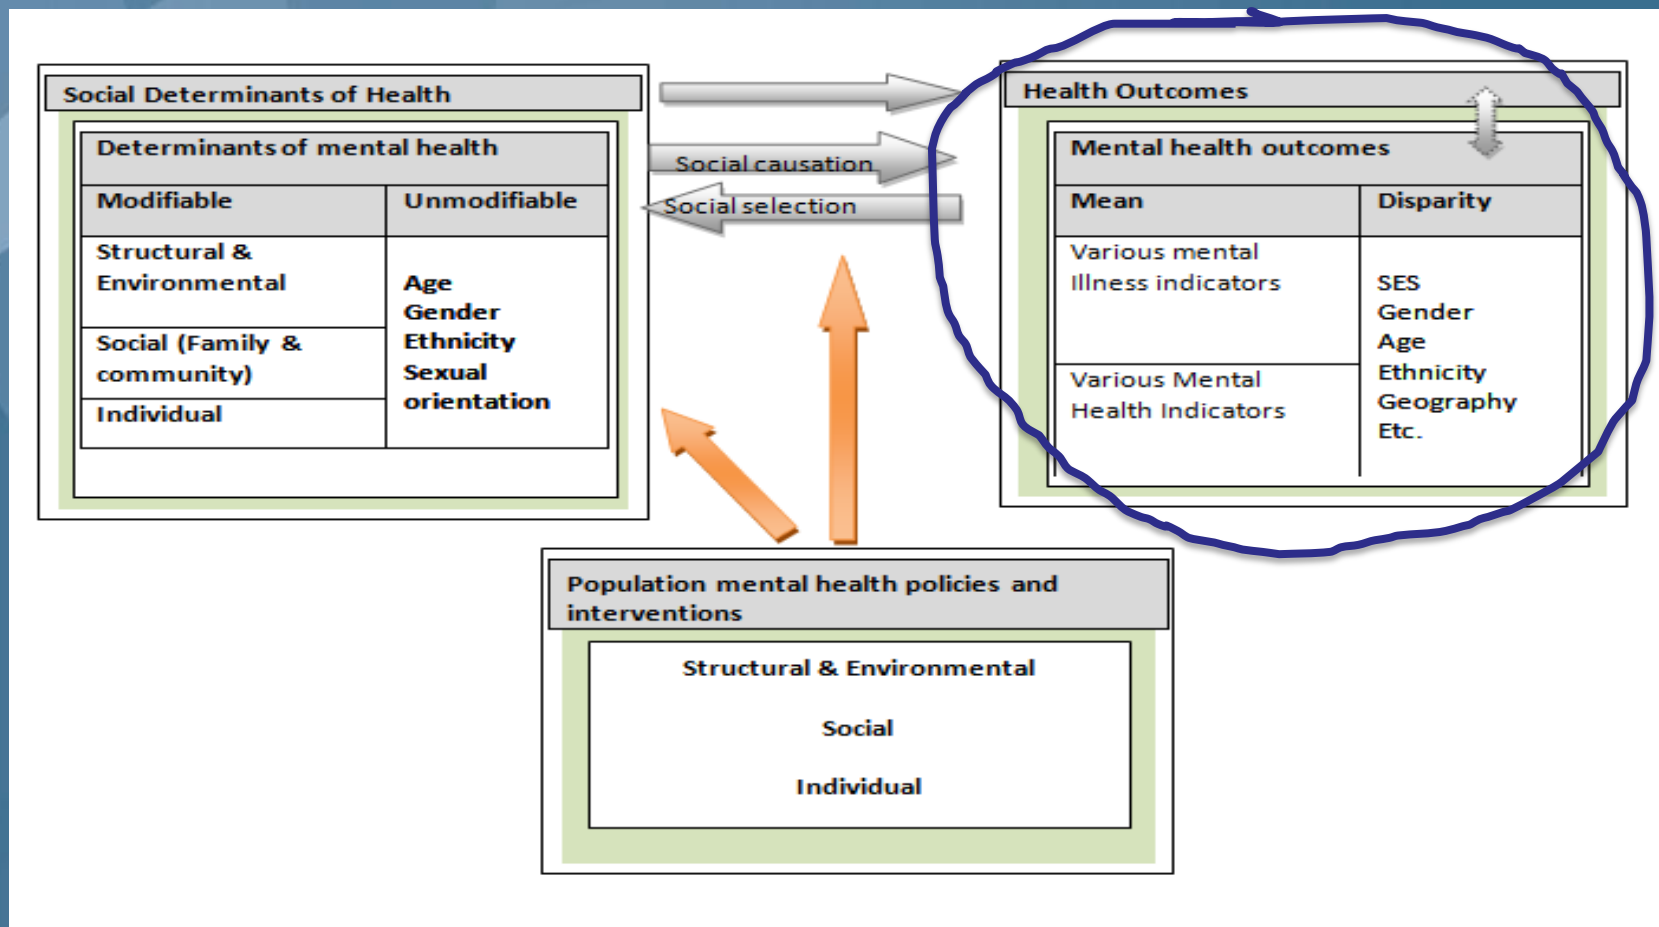 Social Determinants of Health
Determinants of mental health
Modifiable
Unmodifiable
Structural &
Environmental
Social (Family &
community)
Individual
Age
Gender
Ethnicity
Sexual
orientation
Social causation
Social selection
Health Outcomes
Mental health outcomes
Mean
Disparity
Various mental
Illness indicators
Various Mental
Health Indicators
SES
Gender
Age
Ethnicity
Geography
Etc.
Population mental health policies and
interventions
Structural & Environmental
Social
Individual